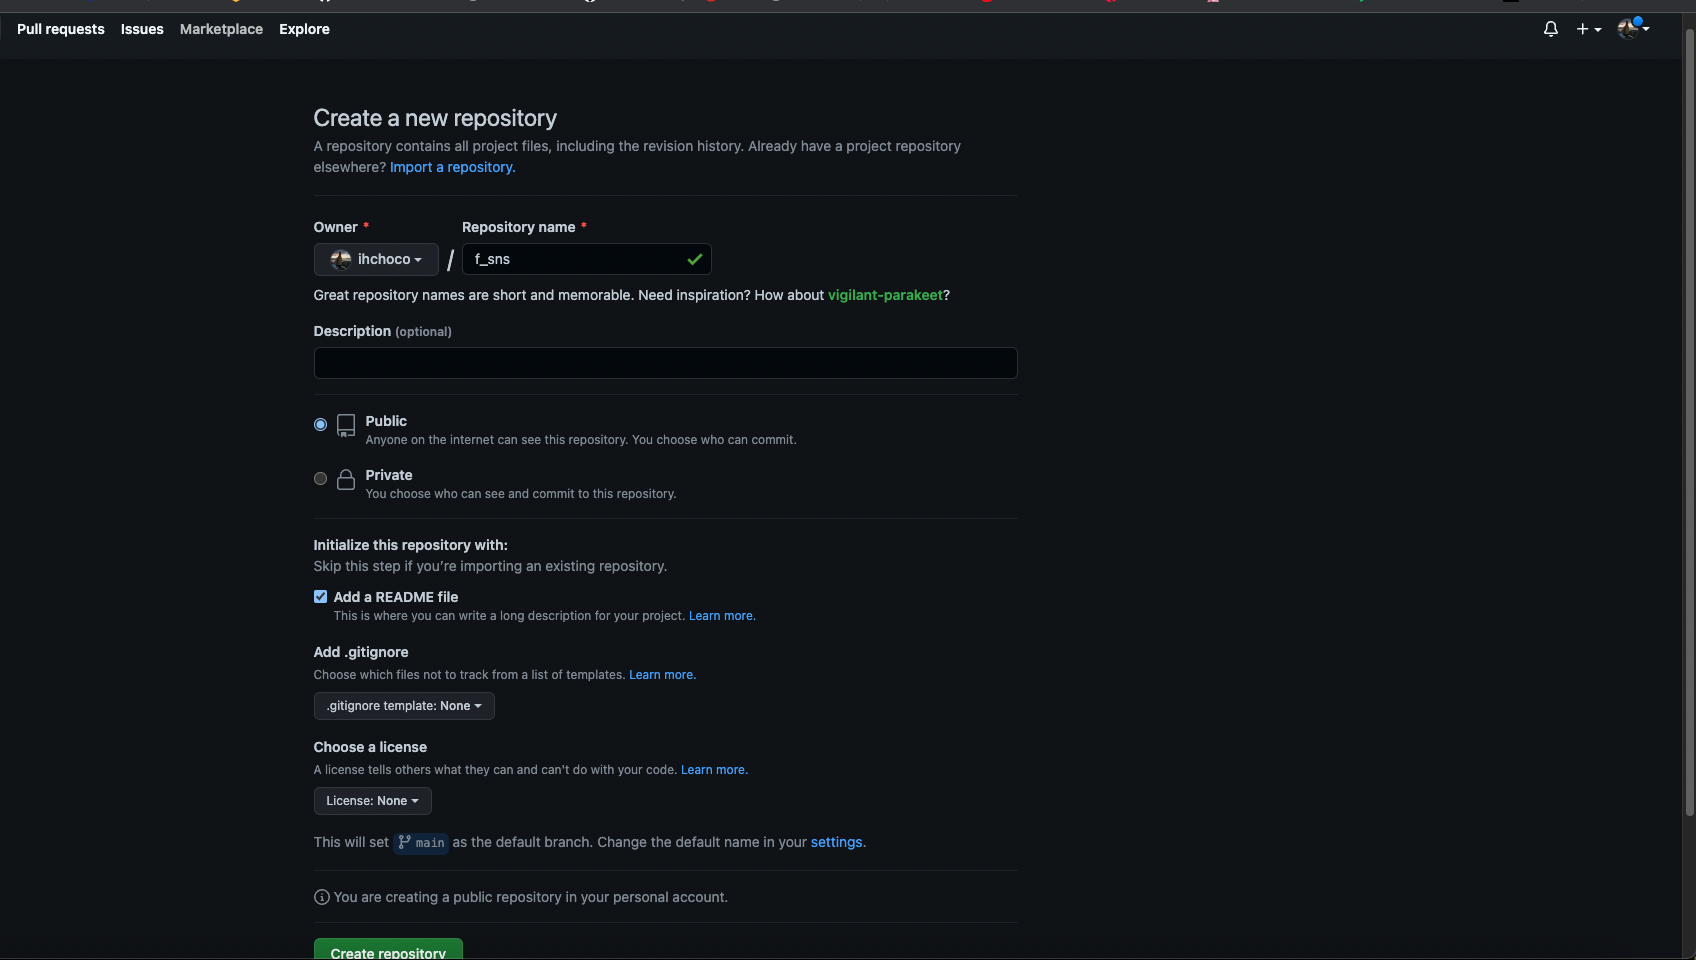 Pull requests Issues Marketplace Explore
Create a new repository
A repository contains all project files, including the revision history. Already have a project repository
elsewhere? Import a repository.
Owner * Repository name *
ihchoco / f_sns
Great repository names are short and memorable. Need inspiration? How about vigilant-parakeet?
Description (optional)
Public
Anyone on the internet can see this repository. You choose who can commit.
Private
You choose who can see and commit to this repository.
Initialize this repository with:
Skip this step if you're importing an existing repository.
Add a README file
This is where you can write a long description for your project. Learn more.
Add .gitignore
Choose which files not to track from a list of templates. Learn more.
.gitignore template: None
Choose a license
A license tells others what they can and can't do with your code. Learn more.
License: None
This will set main as the default branch. Change the default name in your settings.
You are creating a public repository in your personal account.
Create repository